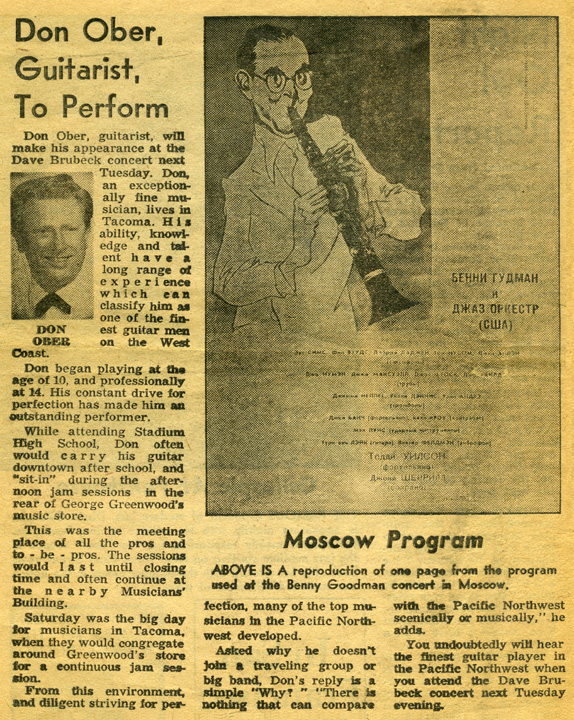 Don Ober,
Guitarist,
To Perform
Don Ober, guitarist, will
make his appearance at the
Dave Brubeck concert next
Tuesday. Don,
an exception-
ally fine mu-
sician, lives in
Tacoma. His
ability, knowl-
edge and tal-
ent have a
long range of
experience
which can
classify him as
one of the fin-
est guitar men
on the West
Coast.
DON
OBER
Don began playing at the
age of 10, and professionally
at 14. His constant drive for
perfection has made him an
outstanding performer.
While attending Stadium
High School, Don often
would carry his guitar
downtown after school, and
"sit-in" during the after-
noon jam sessions in the
rear of George Greenwood's
music store.
This was the meeting
place of all the pros and
to - be - pros. The sessions
would last until closing
time and often continue at
the nearby Musicians'
Building.
Saturday was the big day
for musicians in Tacoma,
when they would congregate
around Greenwood's store
for a continuous jam ses-
sion.
From this environment,
and diligent striving for per-
fection, many of the top mu-
sicians in the Pacific North-
west developed.
Asked why he doesn't
join a traveling group or
big band, Don's reply is a
simple "Why?" "There is
nothing that can compare
with the Pacific Northwest
scenically or musically," he
adds.
You undoubtedly will hear
the finest guitar player in
the Pacific Northwest when
you attend the Dave Bru-
beck concert next Tuesday
evening.
БЕННИ ГУДМАН
и
ДЖАЗ ОРКЕСТР
(США)
Тедди УИЛСОН
(фортепиано)
Джойя ШЕРРИЛЛ
(сопрано)
Moscow Program
ABOVE IS A reproduction of one page from the program
used at the Benny Goodman concert in Moscow.